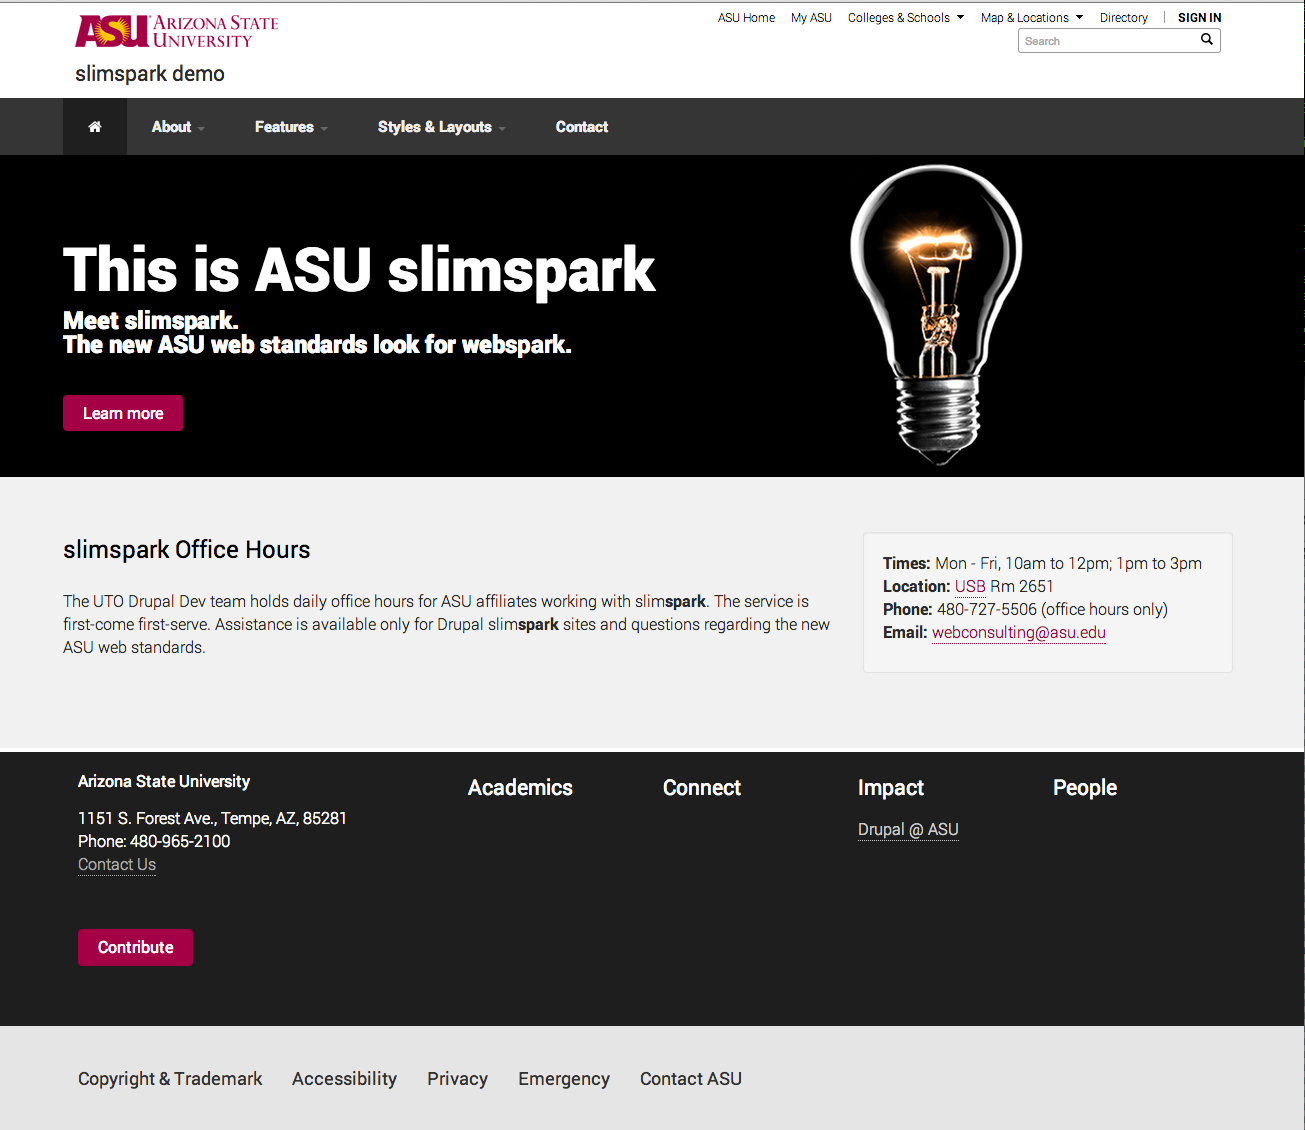 ASU ARIZONA STATE UNIVERSITY
ASU Home My ASU Colleges & Schools Map & Locations Directory SIGN IN
Search
slimspark demo
About Features Styles & Layouts Contact
This is ASU slimspark
Meet slimspark.
The new ASU web standards look for webspark.
Learn more
slimspark Office Hours
The UTO Drupal Dev team holds daily office hours for ASU affiliates working with slimspark. The service is
first-come first-serve. Assistance is available only for Drupal slimspark sites and questions regarding the new
ASU web standards.
Times: Mon - Fri, 10am to 12pm; 1pm to 3pm
Location: USB Rm 2651
Phone: 480-727-5506 (office hours only)
Email: webconsulting@asu.edu
Arizona State University
1151 S. Forest Ave., Tempe, AZ, 85281
Phone: 480-965-2100
Contact Us
Contribute
Academics
Connect
Impact
Drupal @ ASU
People
Copyright & Trademark Accessibility Privacy Emergency Contact ASU